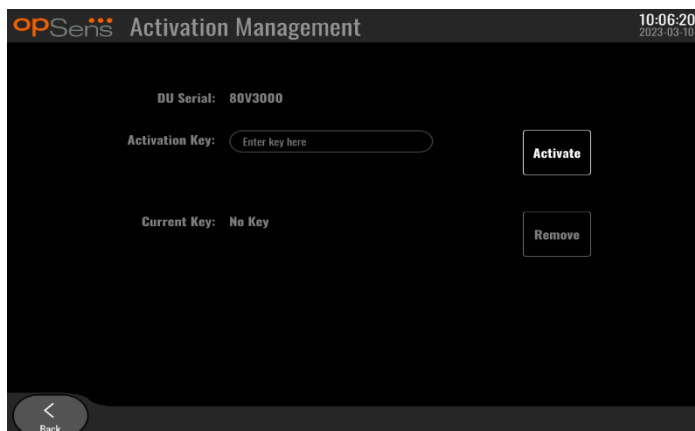 opSens Activation Management
10:06:20
2023-03-10
DU Serial: 80V3000
Activation Key: Enter key here
Activate
Current Key: No Key
Remove
Back